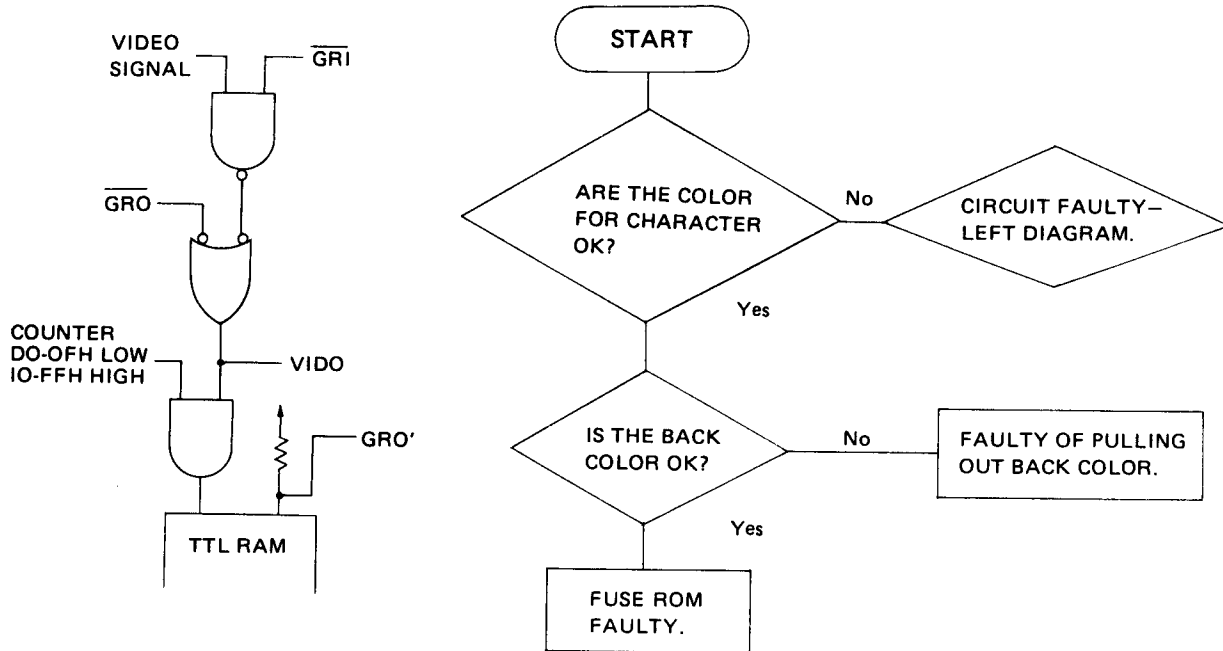 VIDEO
SIGNAL
GRI
GRO
COUNTER
DO-OFH LOW
IO-FFH HIGH
VIDO
GRO'
TTL RAM
START
ARE THE COLOR
FOR CHARACTER
OK?
No
CIRCUIT FAULTY—
LEFT DIAGRAM.
Yes
IS THE BACK
COLOR OK?
No
FAULTY OF PULLING
OUT BACK COLOR.
Yes
FUSE ROM
FAULTY.